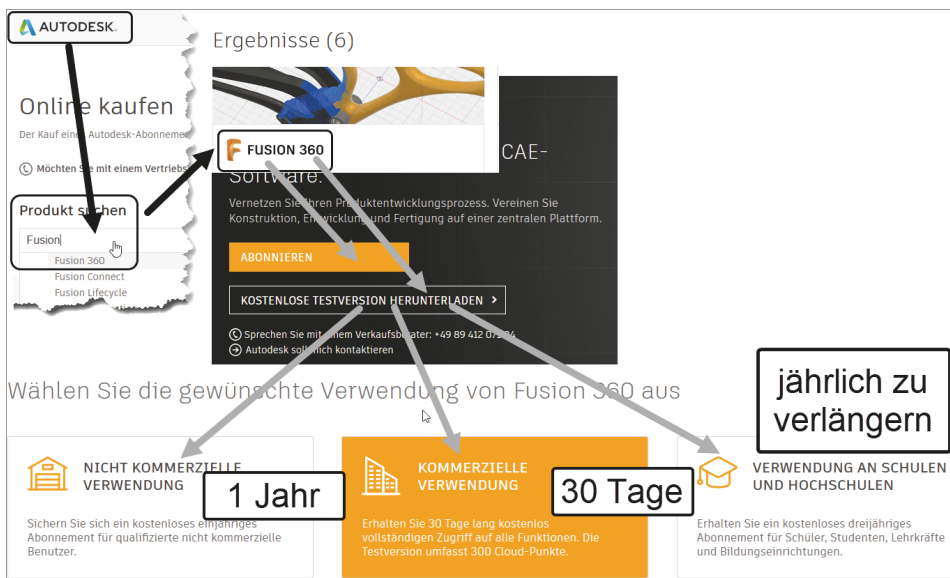 AUTODESK.
Ergebnisse (6)
Online kaufen
Der Kauf eines Autodesk-Abonneme
Möchten Sie mit einem Vertriebs
Produkt suchen
Fusion
Fusion 360
Fusion Connect
Fusion Lifecycle
FUSION 360
CAE-
Software.
Vernetzen Sie Ihren Produktentwicklungsprozess. Vereinen Sie
Konstruktion, Entwicklung und Fertigung auf einer zentralen Plattform.
ABONNIEREN
KOSTENLOSE TESTVERSION HERUNTERLADEN >
Sprechen Sie mit einem Verkaufsberater: +49 89 412 07
Autodesk soll mich kontaktieren
Wählen Sie die gewünschte Verwendung von Fusion 360 aus
jährlich zu
verlängern
NICHT KOMMERZIELLE
VERWENDUNG
1 Jahr
Sichern Sie sich ein kostenloses einjähriges
Abonnement für qualifizierte nicht kommerzielle
Benutzer.
KOMMERZIELLE
VERWENDUNG
30 Tage
Erhalten Sie 30 Tage lang kostenlos
vollständigen Zugriff auf alle Funktionen. Die
Testversion umfasst 300 Cloud-Punkte.
VERWENDUNG AN SCHULEN
UND HOCHSCHULEN
Erhalten Sie ein kostenloses dreijähriges
Abonnement für Schüler, Studenten, Lehrkräfte
und Bildungseinrichtungen.